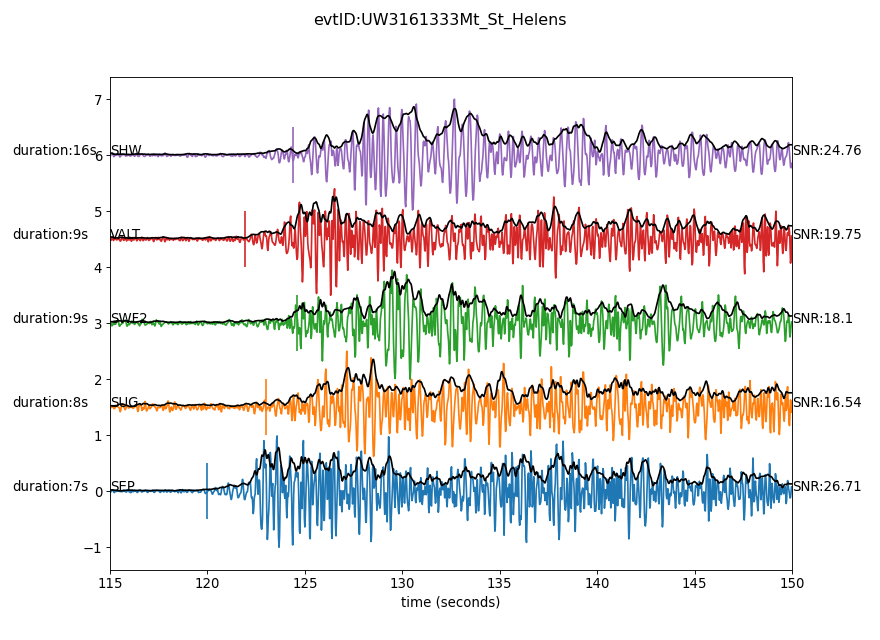 evtID:UW3161333Mt_St_Helens
7
duration:16s SHW SNR:24.76
6
5
duration:9s VALT SNR:19.75
4
duration:9s SWF2 SNR:18.1
3
2
duration:8s SUG SNR:16.54
1
duration:7s SEP SNR:26.71
0
−1
115 120 125 130 135 140 145 150
time (seconds)